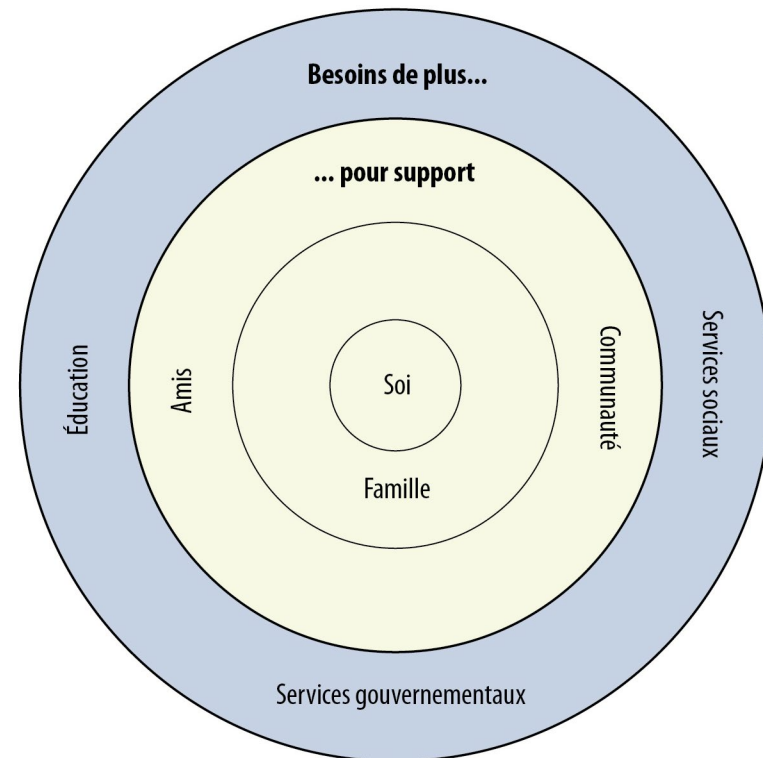 Besoins de plus...
... pour support
Éducation
Amis
Soi
Communauté
Services sociaux
Famille
Services gouvernementaux